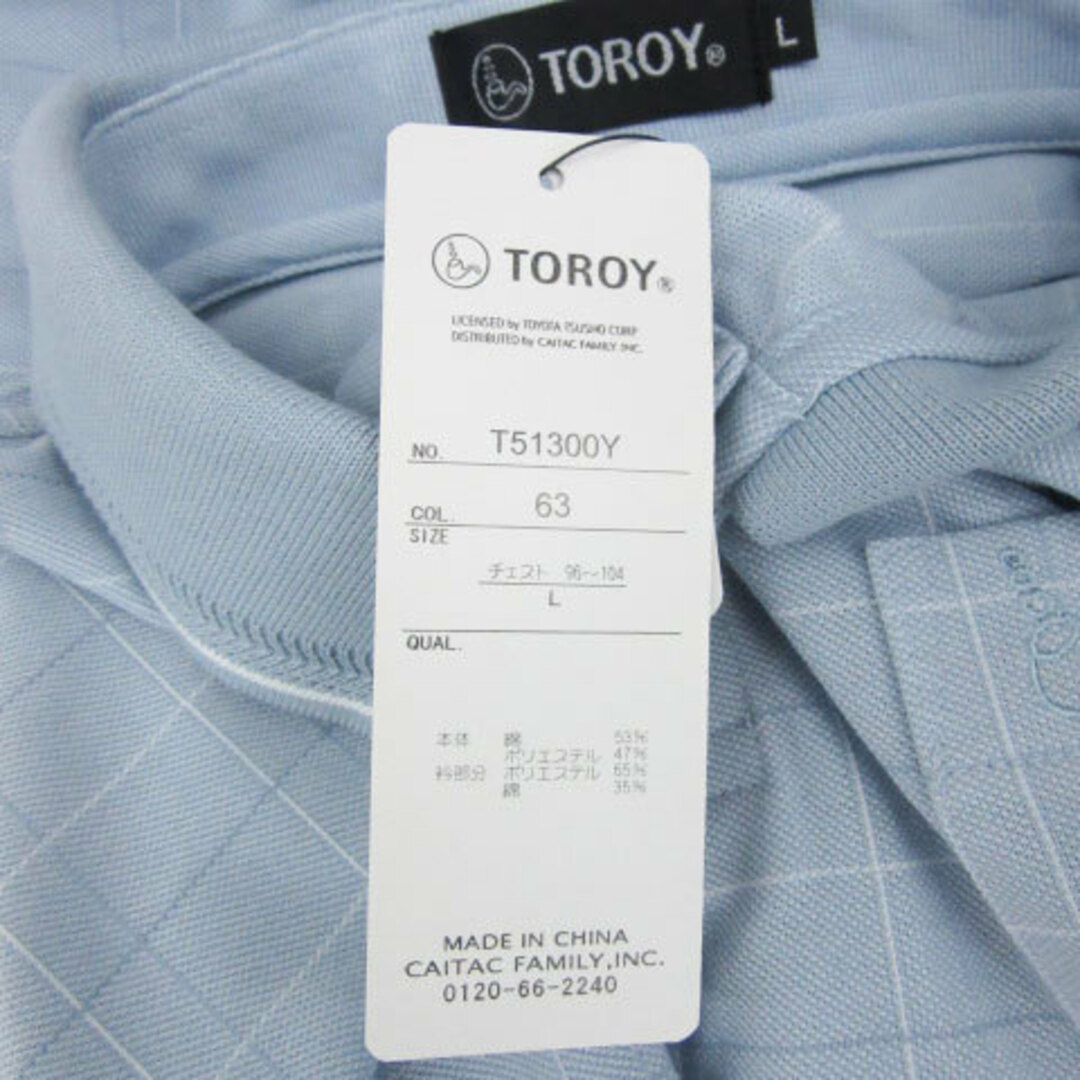 TOROY®
L
TOROY®
LICENSED by TOYOTA TSUSHO CORP
DISTRIBUTED by CAITAC FAMILY, INC.
NO. T51300Y
COL. 63
SIZE
チェスト 96--104
L
QUAL.
本体 綿 53%
ポリエステル 47%
衿部分 ポリエステル 65%
綿 35%
MADE IN CHINA
CAITAC FAMILY,INC.
0120-66-2240